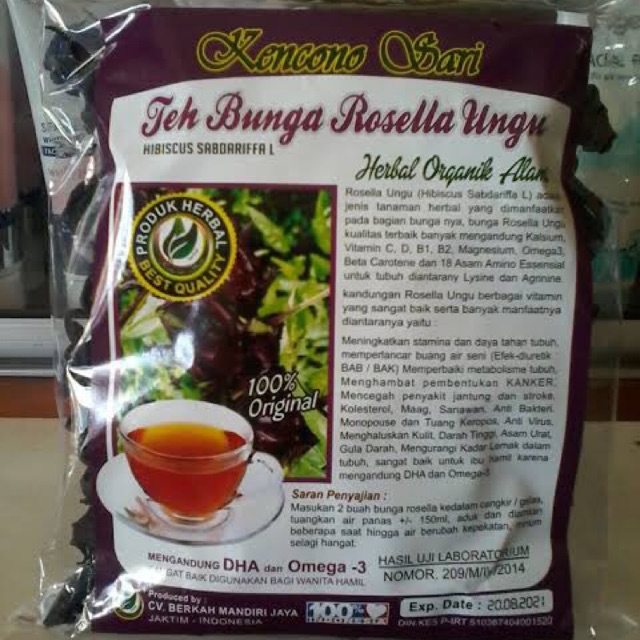 Kencono Sari
Teh Bunga Rosella Ungu
HIBISCUS SABDARIFFA L
Herbal Organik Alam
Rosella Ungu (Hibiscus Sabdariffa L)
jenis tanaman herbal yang dimanfaatkan
pada bagian bunga nya, bunga Rosella Ungu
kualitas terbaik banyak mengandung Kalsium,
Vitamin C, D, B1, B2, Magnesium, Omega3,
Beta Carotene dan 18 Asam Amino Essensial
untuk tubuh diantarany Lysine dan Agrinine.
kandungan Rosella Ungu berbagai vitamin
yang sangat baik serta banyak manfaatnya
diantaranya yaitu :
PRODUK HERBAL
BEST QUALITY
100%
Original
Meningkatkan stamina dan daya tahan tubuh,
memperlancar buang air seni (Efek-diuretik
BAB / BAK) Memperbaiki metabolisme tubuh,
Menghambat pembentukan KANKER,
Mencegah penyakit jantung dan stroke,
Kolesterol, Maag, Sariawan, Anti Bakteri,
Monopouse dan Tuang Keropos, Anti Virus,
Menghaluskan Kulit, Darah Tinggi, Asam Urat,
Gula Darah, Mengurangi Kadar Lemak dalam
tubuh, sangat baik untuk ibu hamil karena
mengandung DHA dan Omega-3
Saran Penyajian :
Masukan 2 buah bunga rosella kedalam cangkir / gelas,
tuangkan air panas +/- 150ml, aduk dan diamkan
beberapa saat hingga air berubah kepekatan, minum
selagi hangat.
MENGANDUNG DHA dan Omega -3
SANGAT BAIK DIGUNAKAN BAGI WANITA HAMIL
HASIL UJI LABORATORIUM
NOMOR. 209/M/IV/2014
Produced by :
CV. BERKAH MANDIRI JAYA
JAKTIM - INDONESIA
100%
Exp. Date : 20.08.2021
DIN.KES P-IRT 510367404001520